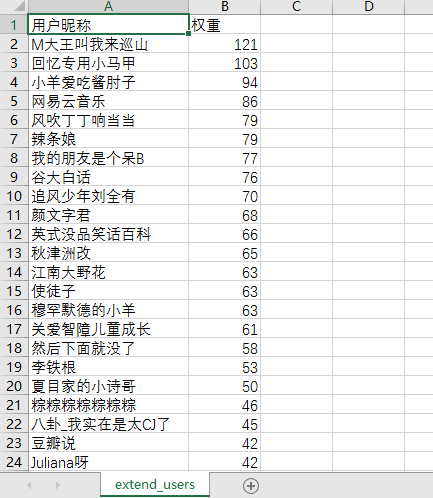 A B C D
1 用户昵称 权重
2 M大王叫我来巡山 121
3 回忆专用小马甲 103
4 小羊爱吃酱肘子 94
5 网易云音乐 86
6 风吹丁丁响当当 79
7 辣条娘 79
8 我的朋友是个呆B 77
9 谷大白话 76
10 追风少年刘全有 70
11 颜文字君 68
12 英式没品笑话百科 66
13 秋津洲改 65
14 江南大野花 63
15 使徒子 63
16 穆罕默德的小羊 63
17 关爱智障儿童成长 61
18 然后下面就没了 58
19 李铁根 53
20 夏目家的小诗哥 50
21 粽粽粽粽粽粽粽 46
22 八卦_我实在是太CJ了 45
23 豆瓣说 42
24 Juliana呀 42
extend_users